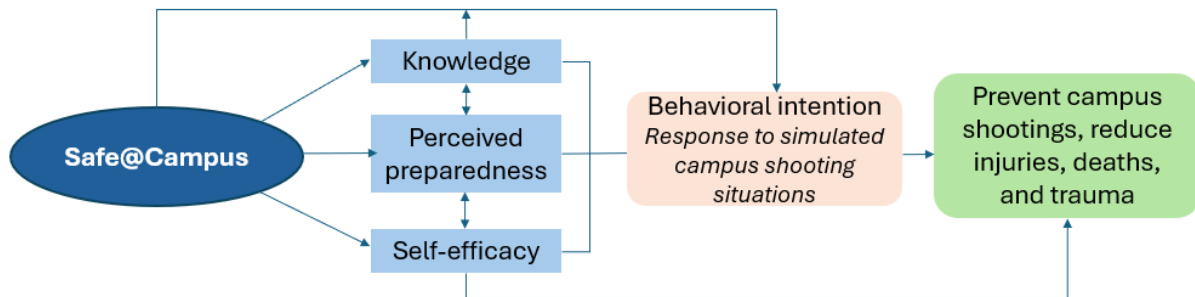 Safe@Campus
Knowledge
Perceived
preparedness
Self-efficacy
Behavioral intention
Response to simulated
campus shooting
situations
Prevent campus
shootings, reduce
injuries, deaths,
and trauma